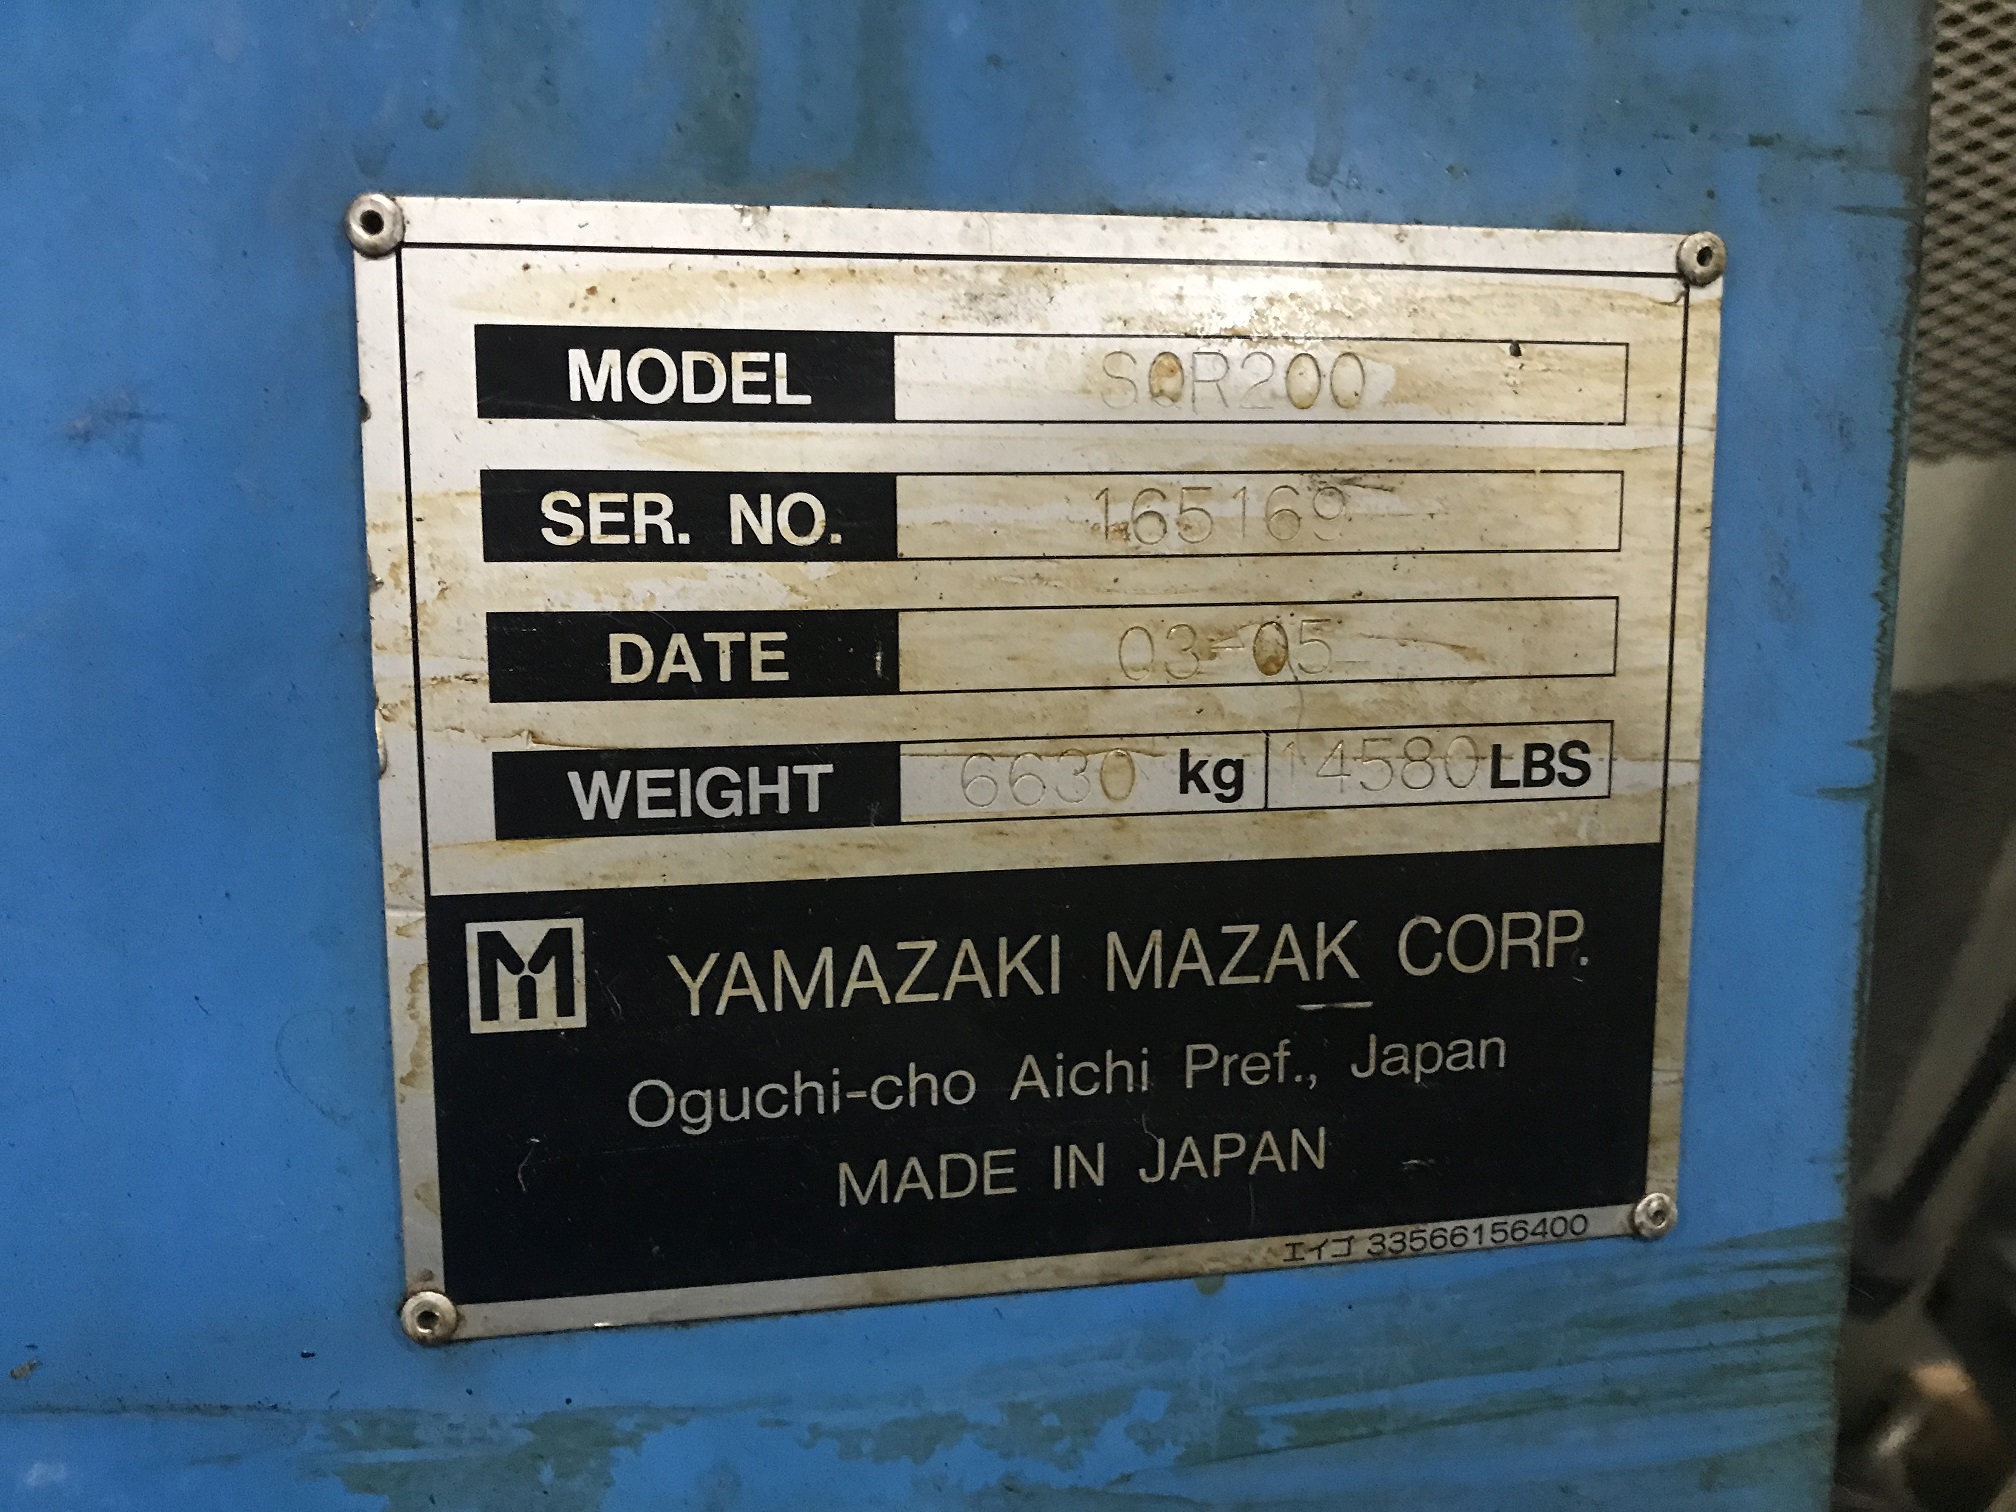 MODEL SQR200
SER. NO. 165169
DATE 03-05
WEIGHT 6630 kg 14580 LBS
M YAMAZAKI MAZAK CORP.
Oguchi-cho Aichi Pref., Japan
MADE IN JAPAN
エイゴ 33566156400